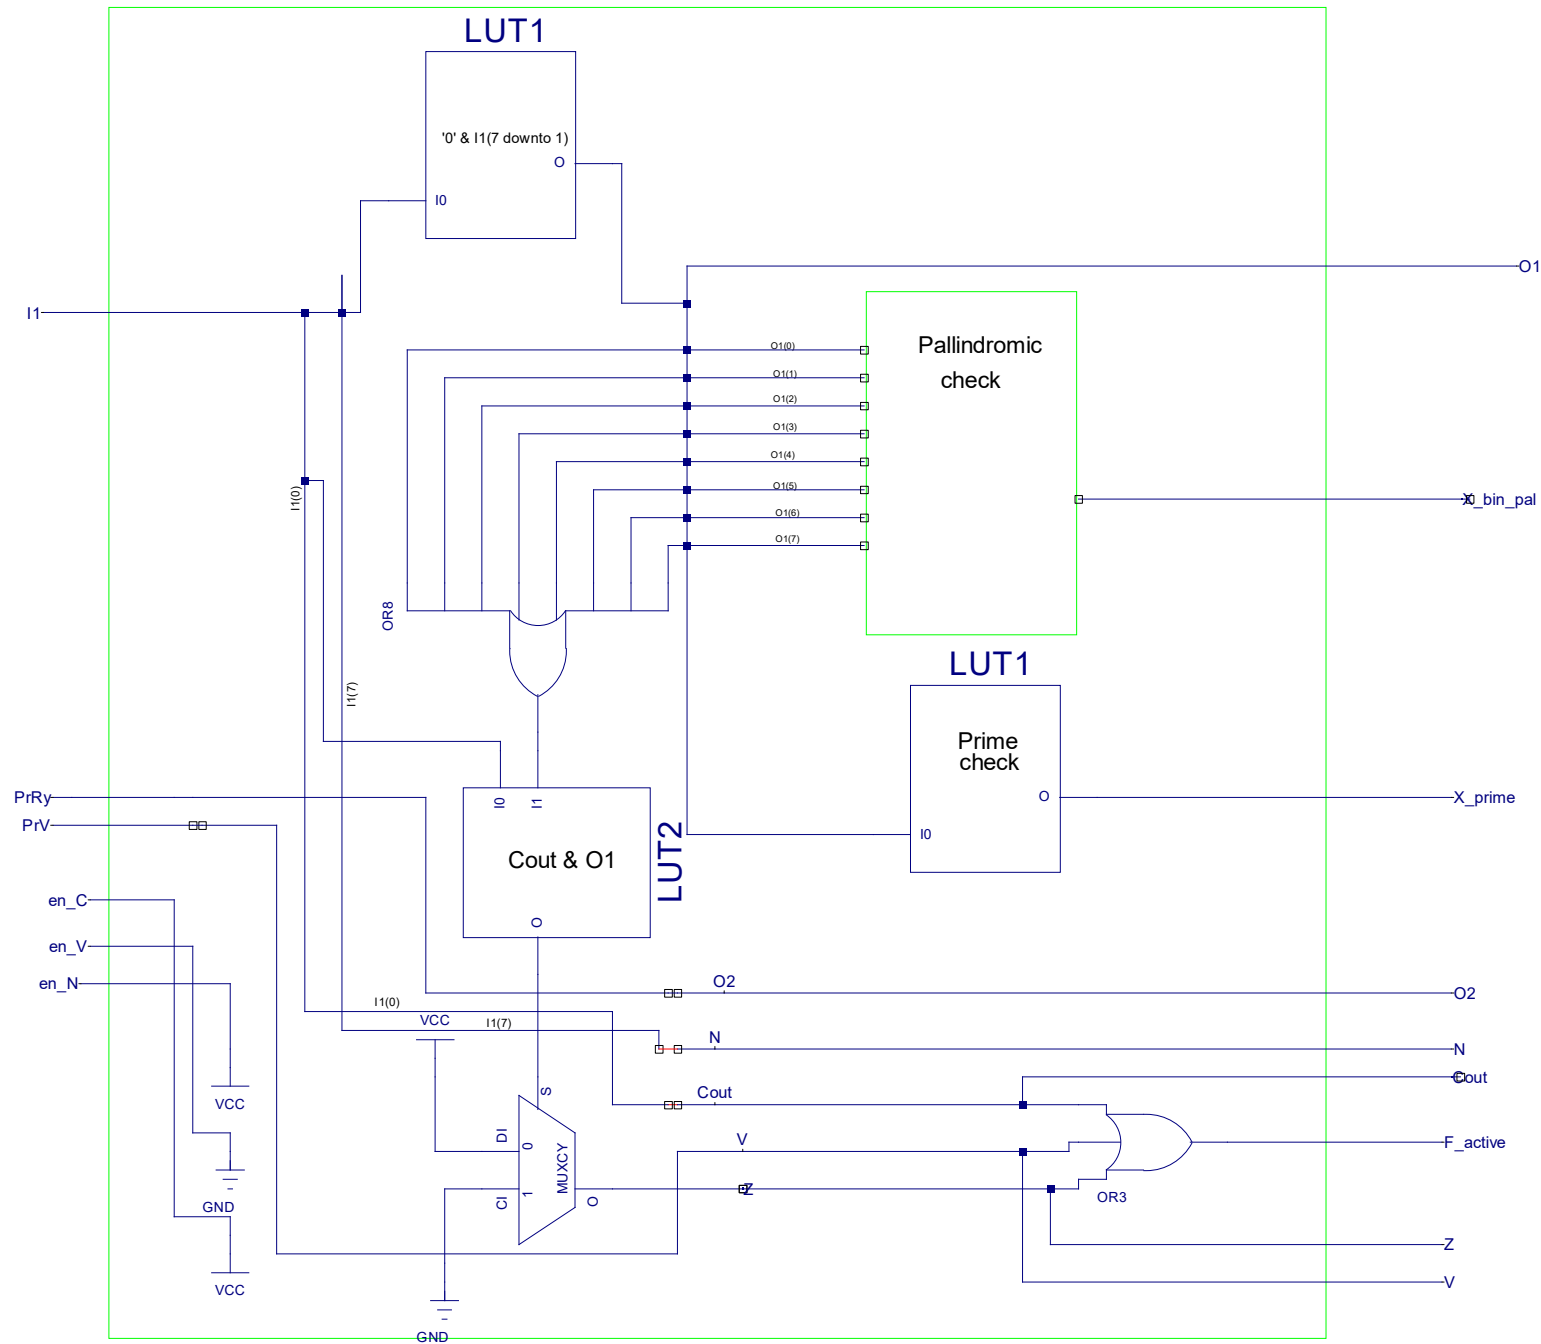 LUT1
'0' & I1(7 downto 1)
O
I0
O1
I1
Pallindromic
check
O1(0)
O1(1)
O1(2)
O1(3)
O1(4)
O1(5)
O1(6)
O1(7)
X_bin_pal
I1(0)
OR8
I1(7)
LUT1
Prime
check
O
I0
X_prime
PrRy
PrV
I0
I1
Cout & O1
O
LUT2
en_C
en_V
en_N
O2
O2
I1(0)
VCC
I1(7)
N
N
Cout
Cout
S
DI
0
MUXCY
CI
1
O
V
Z
OR3
F_active
VCC
GND
VCC
GND
Z
V